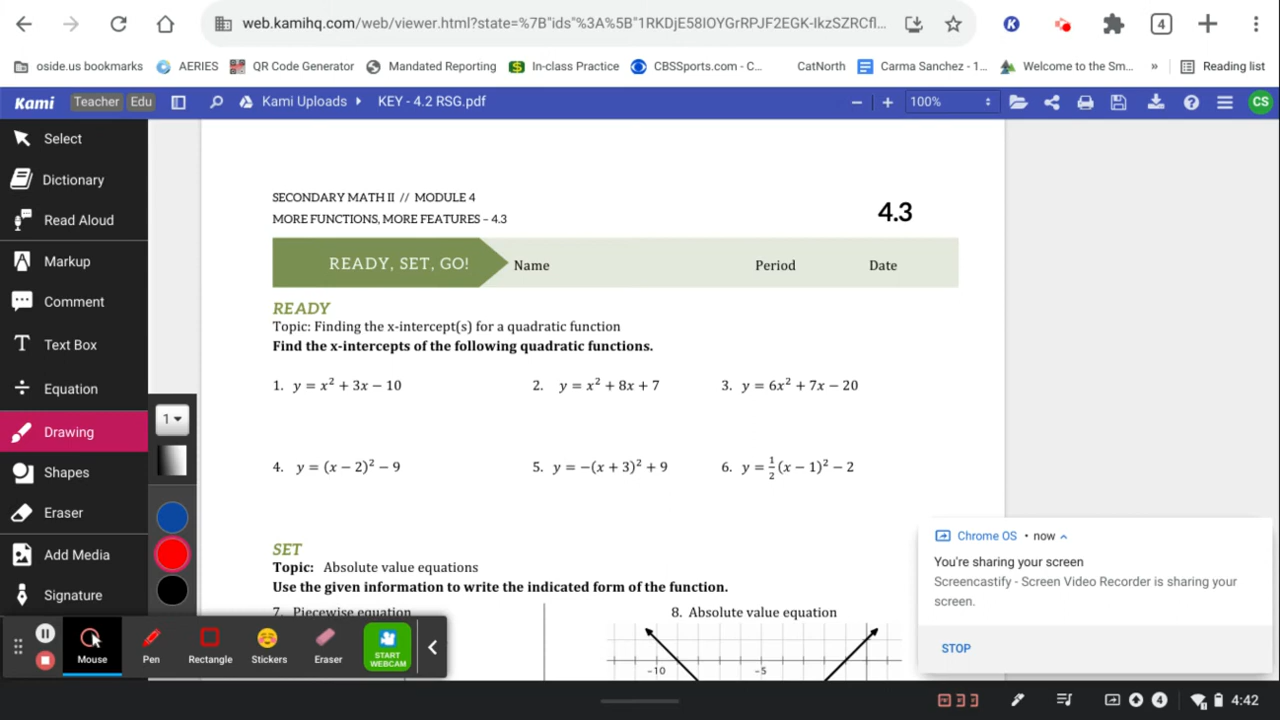 web.kamihq.com/web/viewer.html?state=%7B"ids"%3A%5B"1RKDjE58IOYGrRPJF2EGK-IkzSZRCfl...
4
oside.us bookmarks AERIES QR Code Generator Mandated Reporting In-class Practice CBSSports.com - C... CatNorth Carma Sanchez - 1... Welcome to the Sm... » Reading list
Kami Teacher Edu Kami Uploads KEY - 4.2 RSG.pdf 100% CS
Select
Dictionary
Read Aloud
Markup
Comment
Text Box
Equation
Drawing
Shapes
Eraser
Add Media
Signature
1
SECONDARY MATH II // MODULE 4
MORE FUNCTIONS, MORE FEATURES – 4.3
4.3
READY, SET, GO! Name Period Date
READY
Topic: Finding the x-intercept(s) for a quadratic function
Find the x-intercepts of the following quadratic functions.
1. y = x² + 3x − 10 2. y = x² + 8x + 7 3. y = 6x² + 7x − 20
4. y = (x − 2)² − 9 5. y = −(x + 3)² + 9 6. y = ½(x − 1)² − 2
SET
Topic: Absolute value equations
Use the given information to write the indicated form of the function.
7. Piecewise equation 8. Absolute value equation
−10 −5
Mouse Pen Rectangle Stickers Eraser START WEBCAM
Chrome OS • now
You're sharing your screen
Screencastify - Screen Video Recorder is sharing your
screen.
STOP
4 4:42